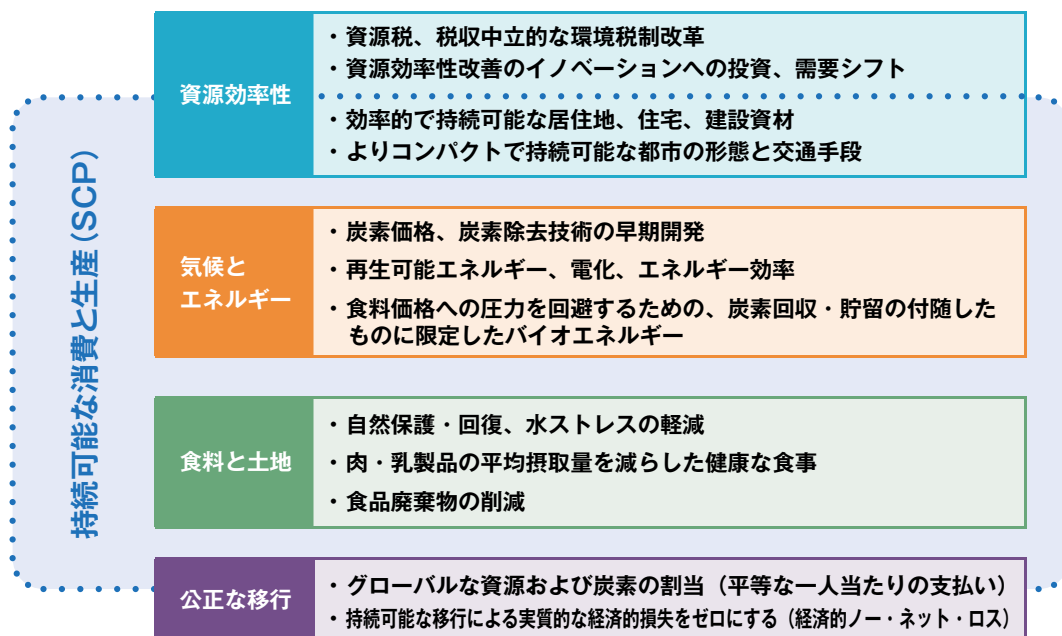 持続可能な消費と生産(SCP)
資源効率性
・資源税、税収中立的な環境税制改革
・資源効率性改善のイノベーションへの投資、需要シフト
・効率的で持続可能な居住地、住宅、建設資材
・よりコンパクトで持続可能な都市の形態と交通手段
気候と
エネルギー
・炭素価格、炭素除去技術の早期開発
・再生可能エネルギー、電化、エネルギー効率
・食料価格への圧力を回避するための、炭素回収・貯留の付随した
ものに限定したバイオエネルギー
食料と土地
・自然保護・回復、水ストレスの軽減
・肉・乳製品の平均摂取量を減らした健康な食事
・食品廃棄物の削減
公正な移行
・グローバルな資源および炭素の割当（平等な一人当たりの支払い）
・持続可能な移行による実質的な経済的損失をゼロにする（経済的ノー・ネット・ロス）